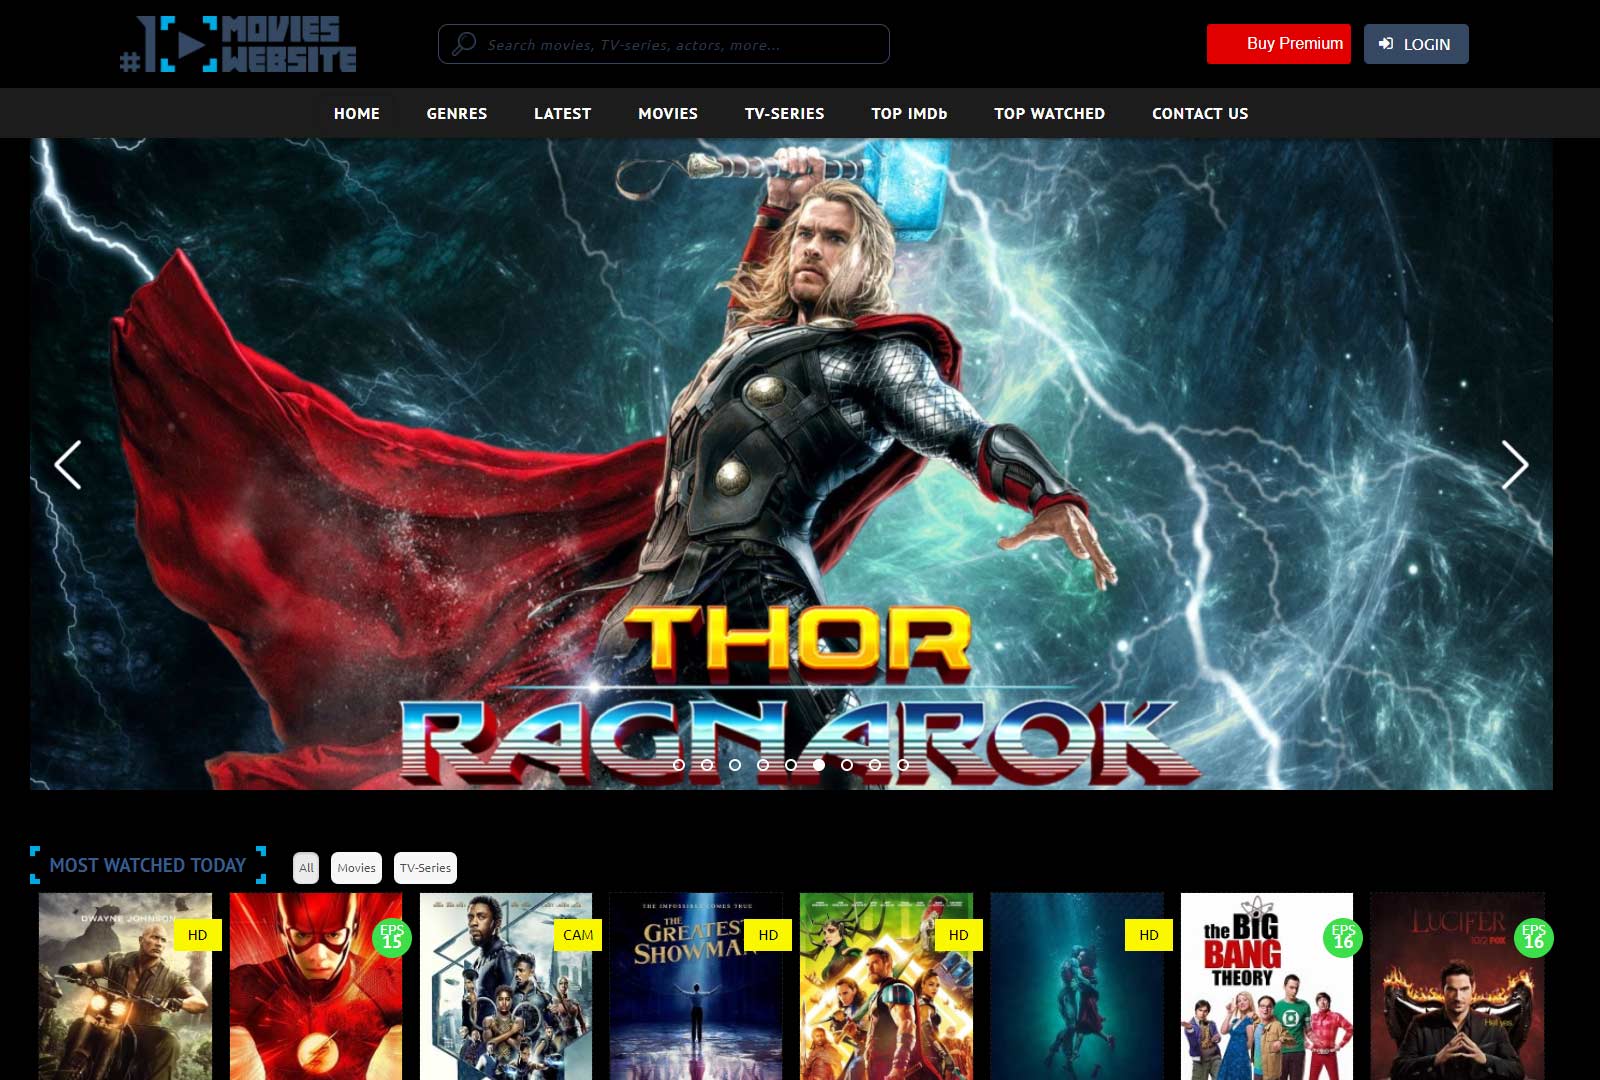 #1 MOVIES
WEBSITE
Search movies, TV-series, actors, more...
Buy Premium
LOGIN
HOME GENRES LATEST MOVIES TV-SERIES TOP IMDb TOP WATCHED CONTACT US
THOR
RAGNAROK
MOST WATCHED TODAY
All Movies TV-Series
DWAYNE JOHNSON
HD
EPS
15
CAM
THE IMPOSSIBLE COMES TRUE
THE
GREATEST
SHOWMAN
HD
HD
HD
the BIG
BANG
THEORY
EPS
16
LUCIFER
10/2 FOX
Hell yes.
EPS
16